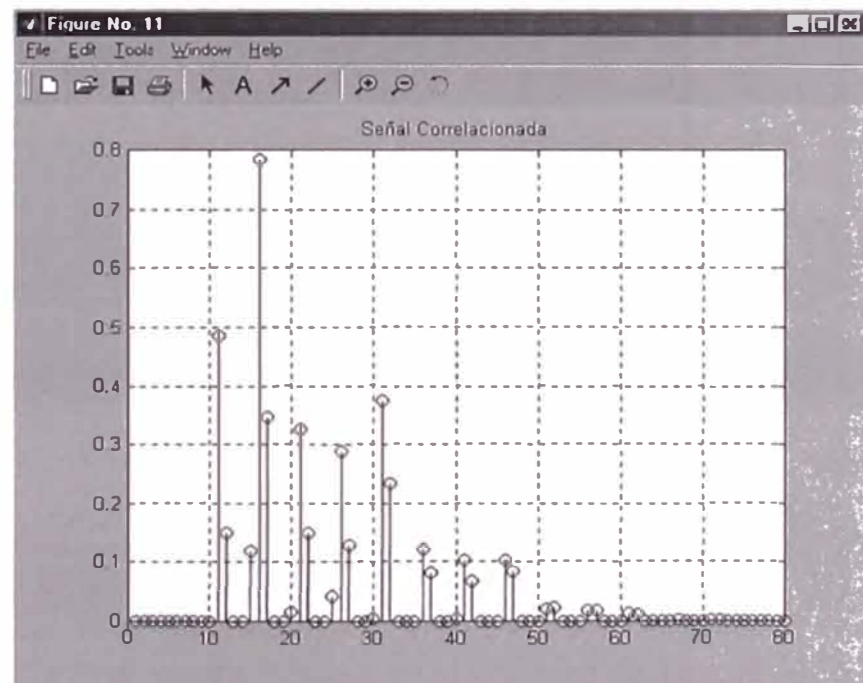 Figure No. 11
File Edit Tools Window Help
A
Señal Correlacionada
0.8
0.7
0.6
0.5
0.4
0.3
0.2
0.1
0
0 10 20 30 40 50 60 70 80